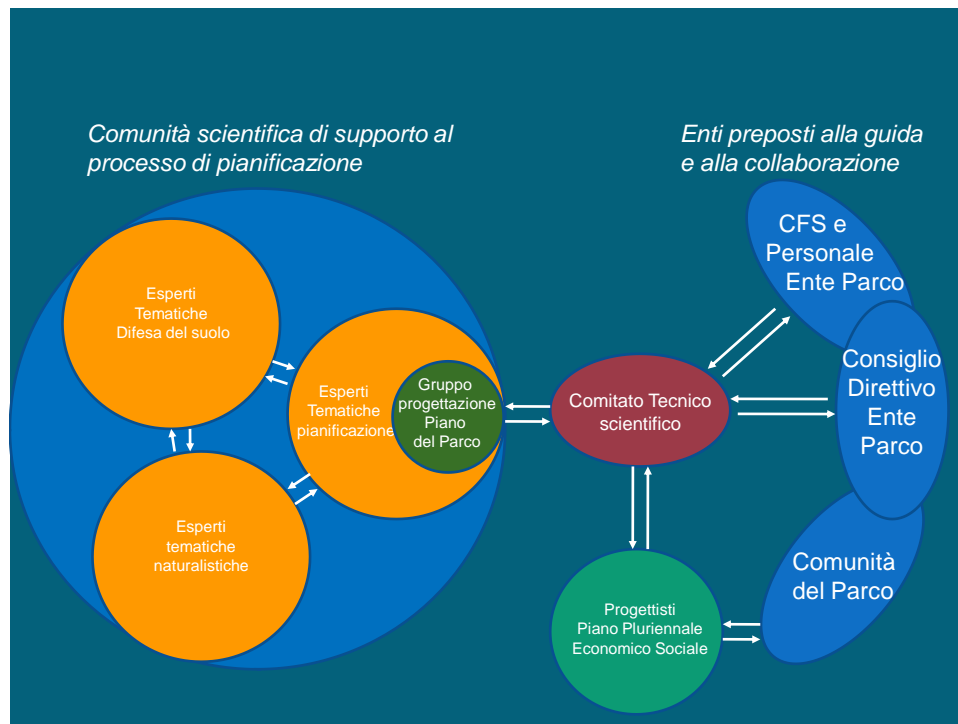 Comunità scientifica di supporto al
processo di pianificazione
Enti preposti alla guida
e alla collaborazione
CFS e
Personale
Ente Parco
Esperti
Tematiche
Difesa del suolo
Consiglio
Direttivo
Ente
Parco
Esperti
Tematiche
pianificazione
Gruppo
progettazione
Piano
del Parco
Comitato Tecnico
scientifico
Esperti
tematiche
naturalistiche
Comunità
del Parco
Progettisti
Piano Pluriennale
Economico Sociale